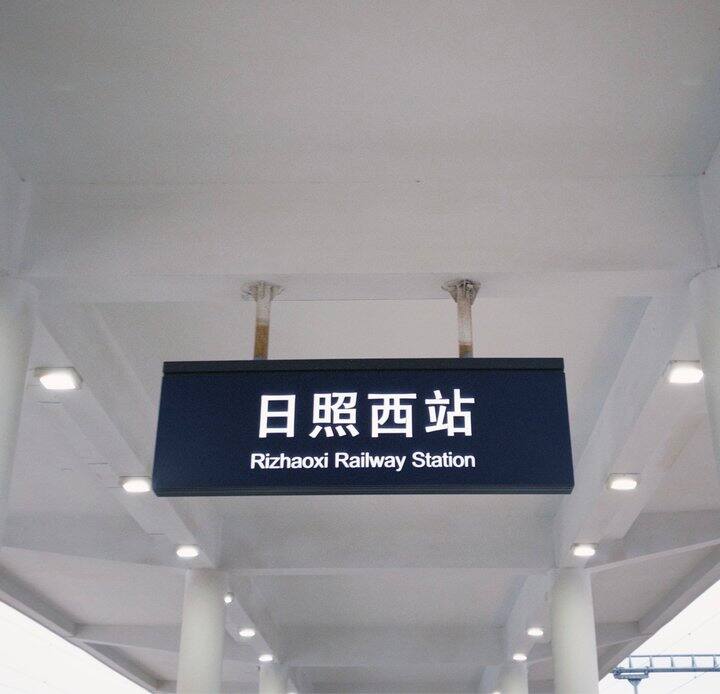 日照西站
Rizhaoxi Railway Station